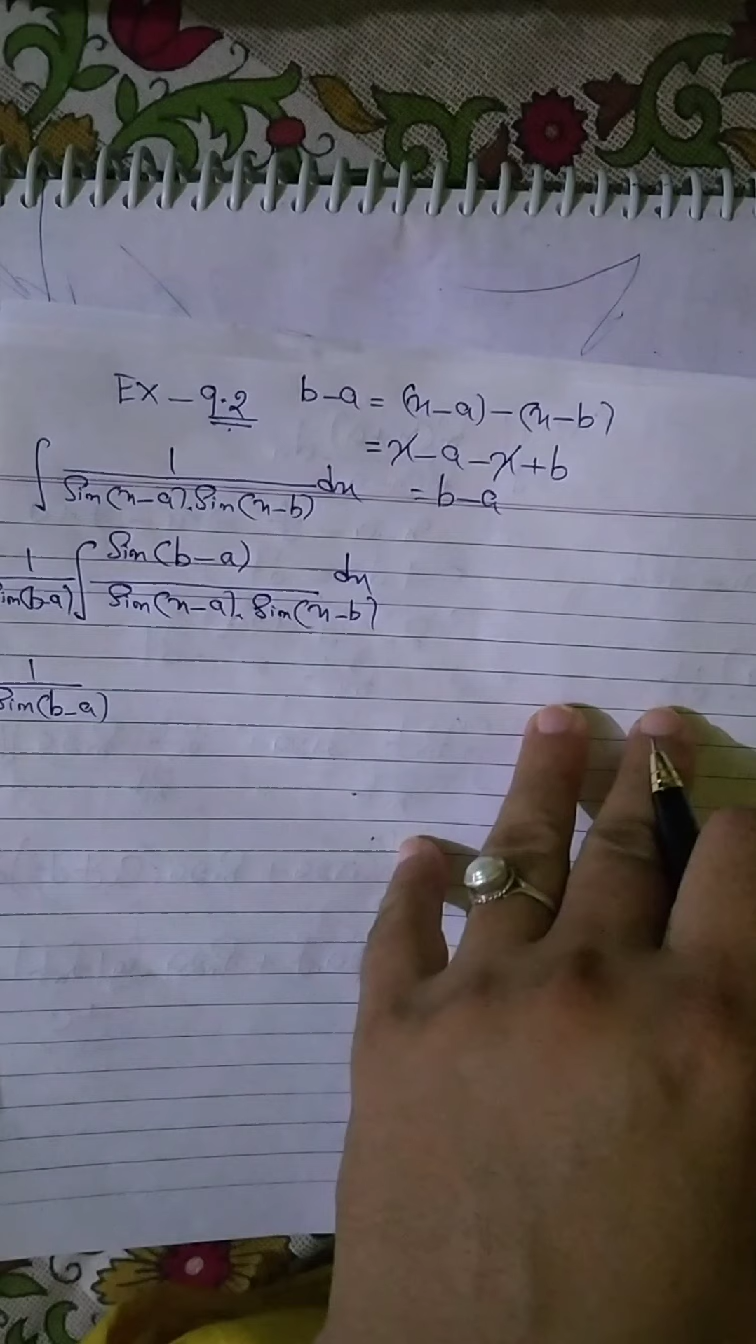 Ex – 9.2 b–a = (x–a)–(x–b)
= x–a–x+b
= b–a
∫ 1 / Sin(x–a).Sin(x–b) dx
1 / Sin(b–a) ∫ Sin(b–a) / Sin(x–a).Sin(x–b) dx
1 / Sin(b–a)